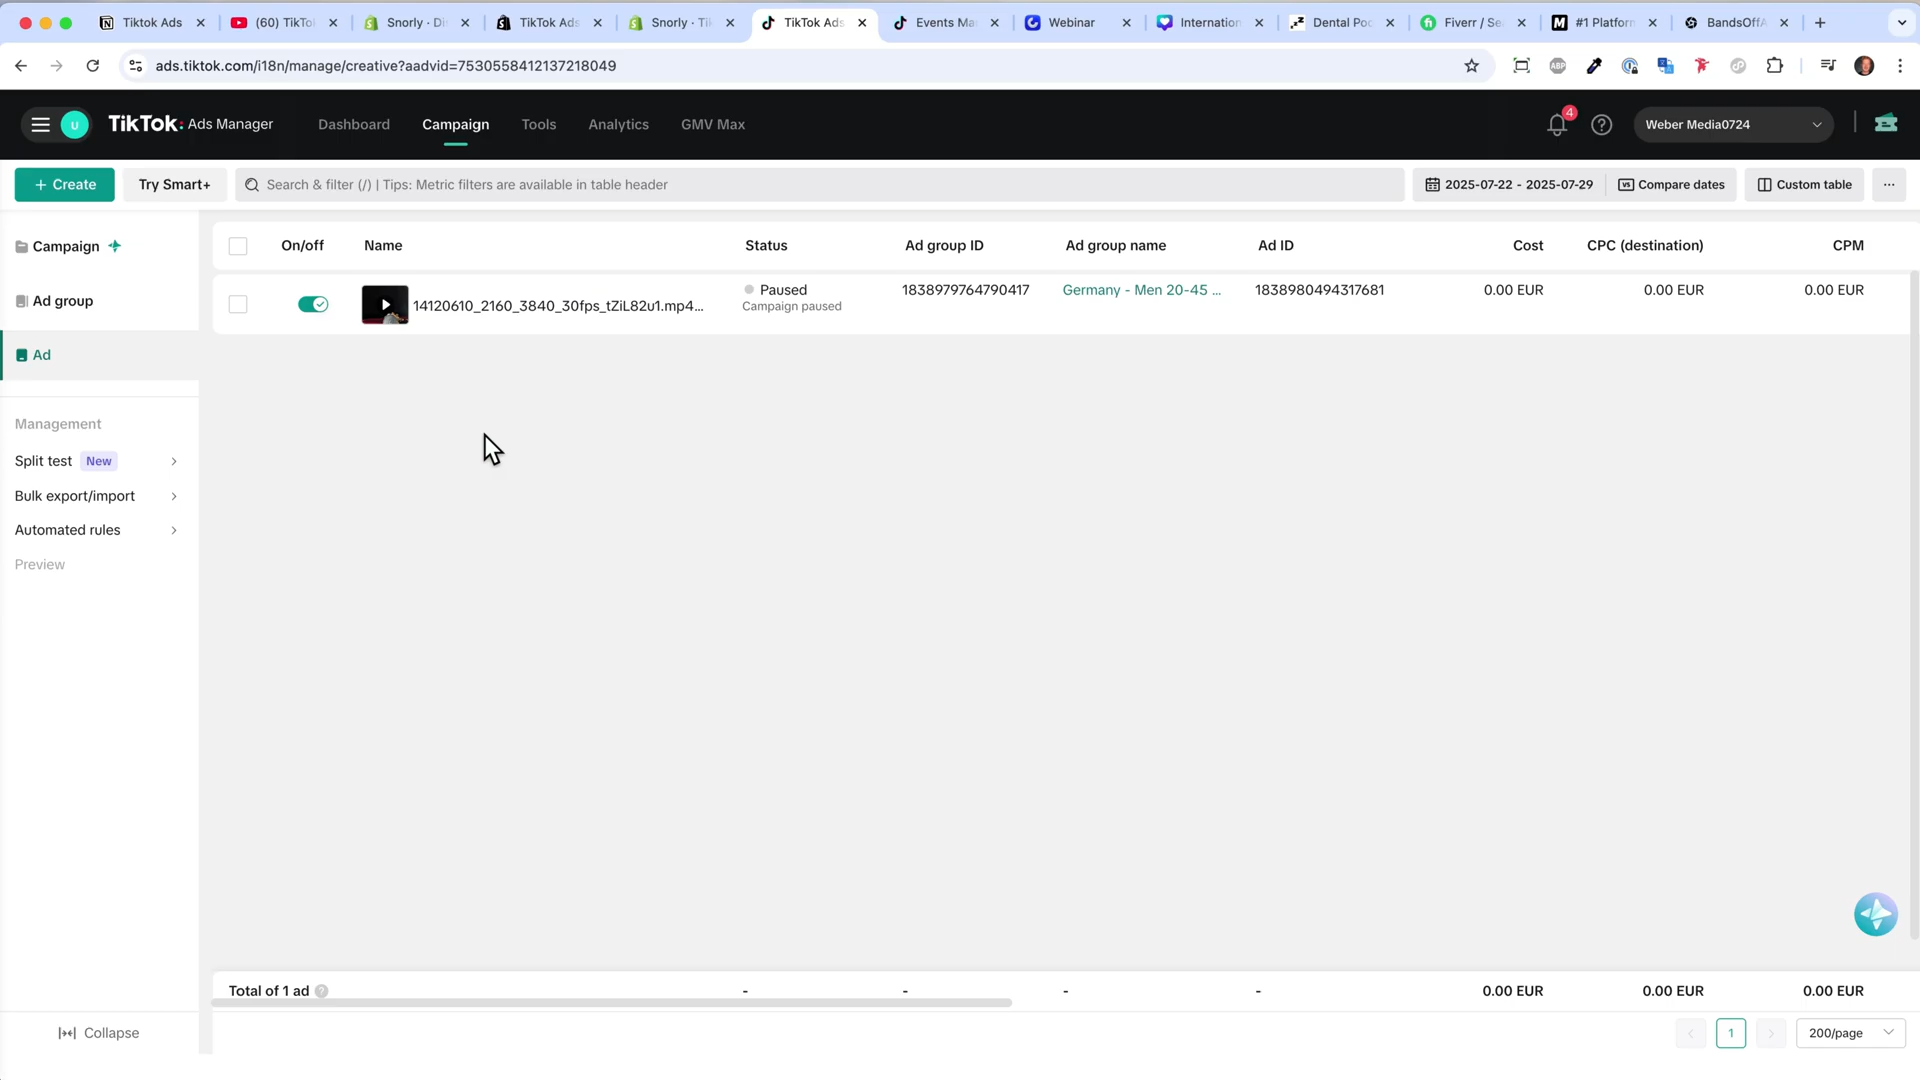 Tiktok Ads
(60) TikTo
Snorly · Di
TikTok Ads
Snorly · Ti
TikTok Ads
Events Ma
Webinar
Internation
Dental Po
Fiverr / Se
#1 Platform
BandsOffA
ads.tiktok.com/i18n/manage/creative?aadvid=7530558412137218049
ABP
U
TikTok: Ads Manager
Dashboard
Campaign
Tools
Analytics
GMV Max
4
Weber Media0724
+ Create
Try Smart+
Search & filter (/) | Tips: Metric filters are available in table header
2025-07-22 - 2025-07-29
Compare dates
Custom table
Campaign
Ad group
Ad
Management
Split test New
Bulk export/import
Automated rules
Preview
Collapse
On/off
Name
Status
Ad group ID
Ad group name
Ad ID
Cost
CPC (destination)
CPM
14120610_2160_3840_30fps_tZiL82u1.mp4...
Paused
Campaign paused
1838979764790417
Germany - Men 20-45 ...
1838980494317681
0.00 EUR
0.00 EUR
0.00 EUR
Total of 1 ad
-
-
-
-
0.00 EUR
0.00 EUR
0.00 EUR
1
200/page